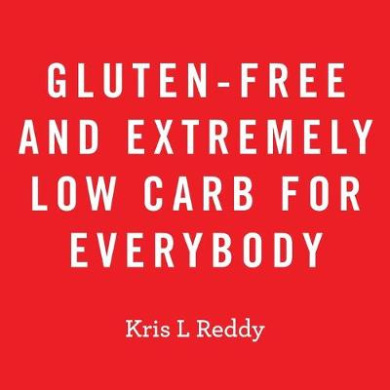 GLUTEN-FREE
AND EXTREMELY
LOW CARB FOR
EVERYBODY
Kris L Reddy